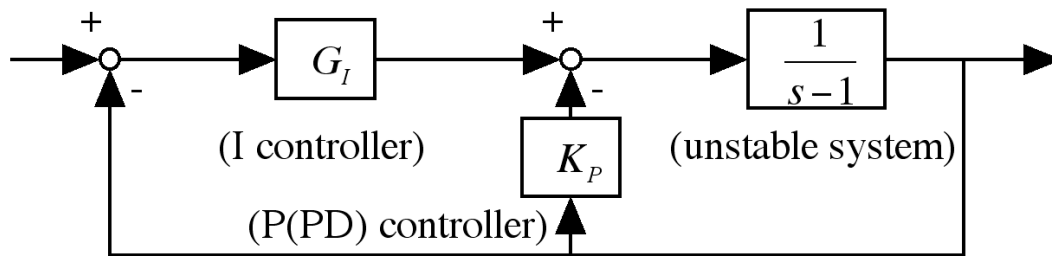 +
+
G_I
1
s-1
-
-
(I controller)
K_P
(unstable system)
(P(PD) controller)